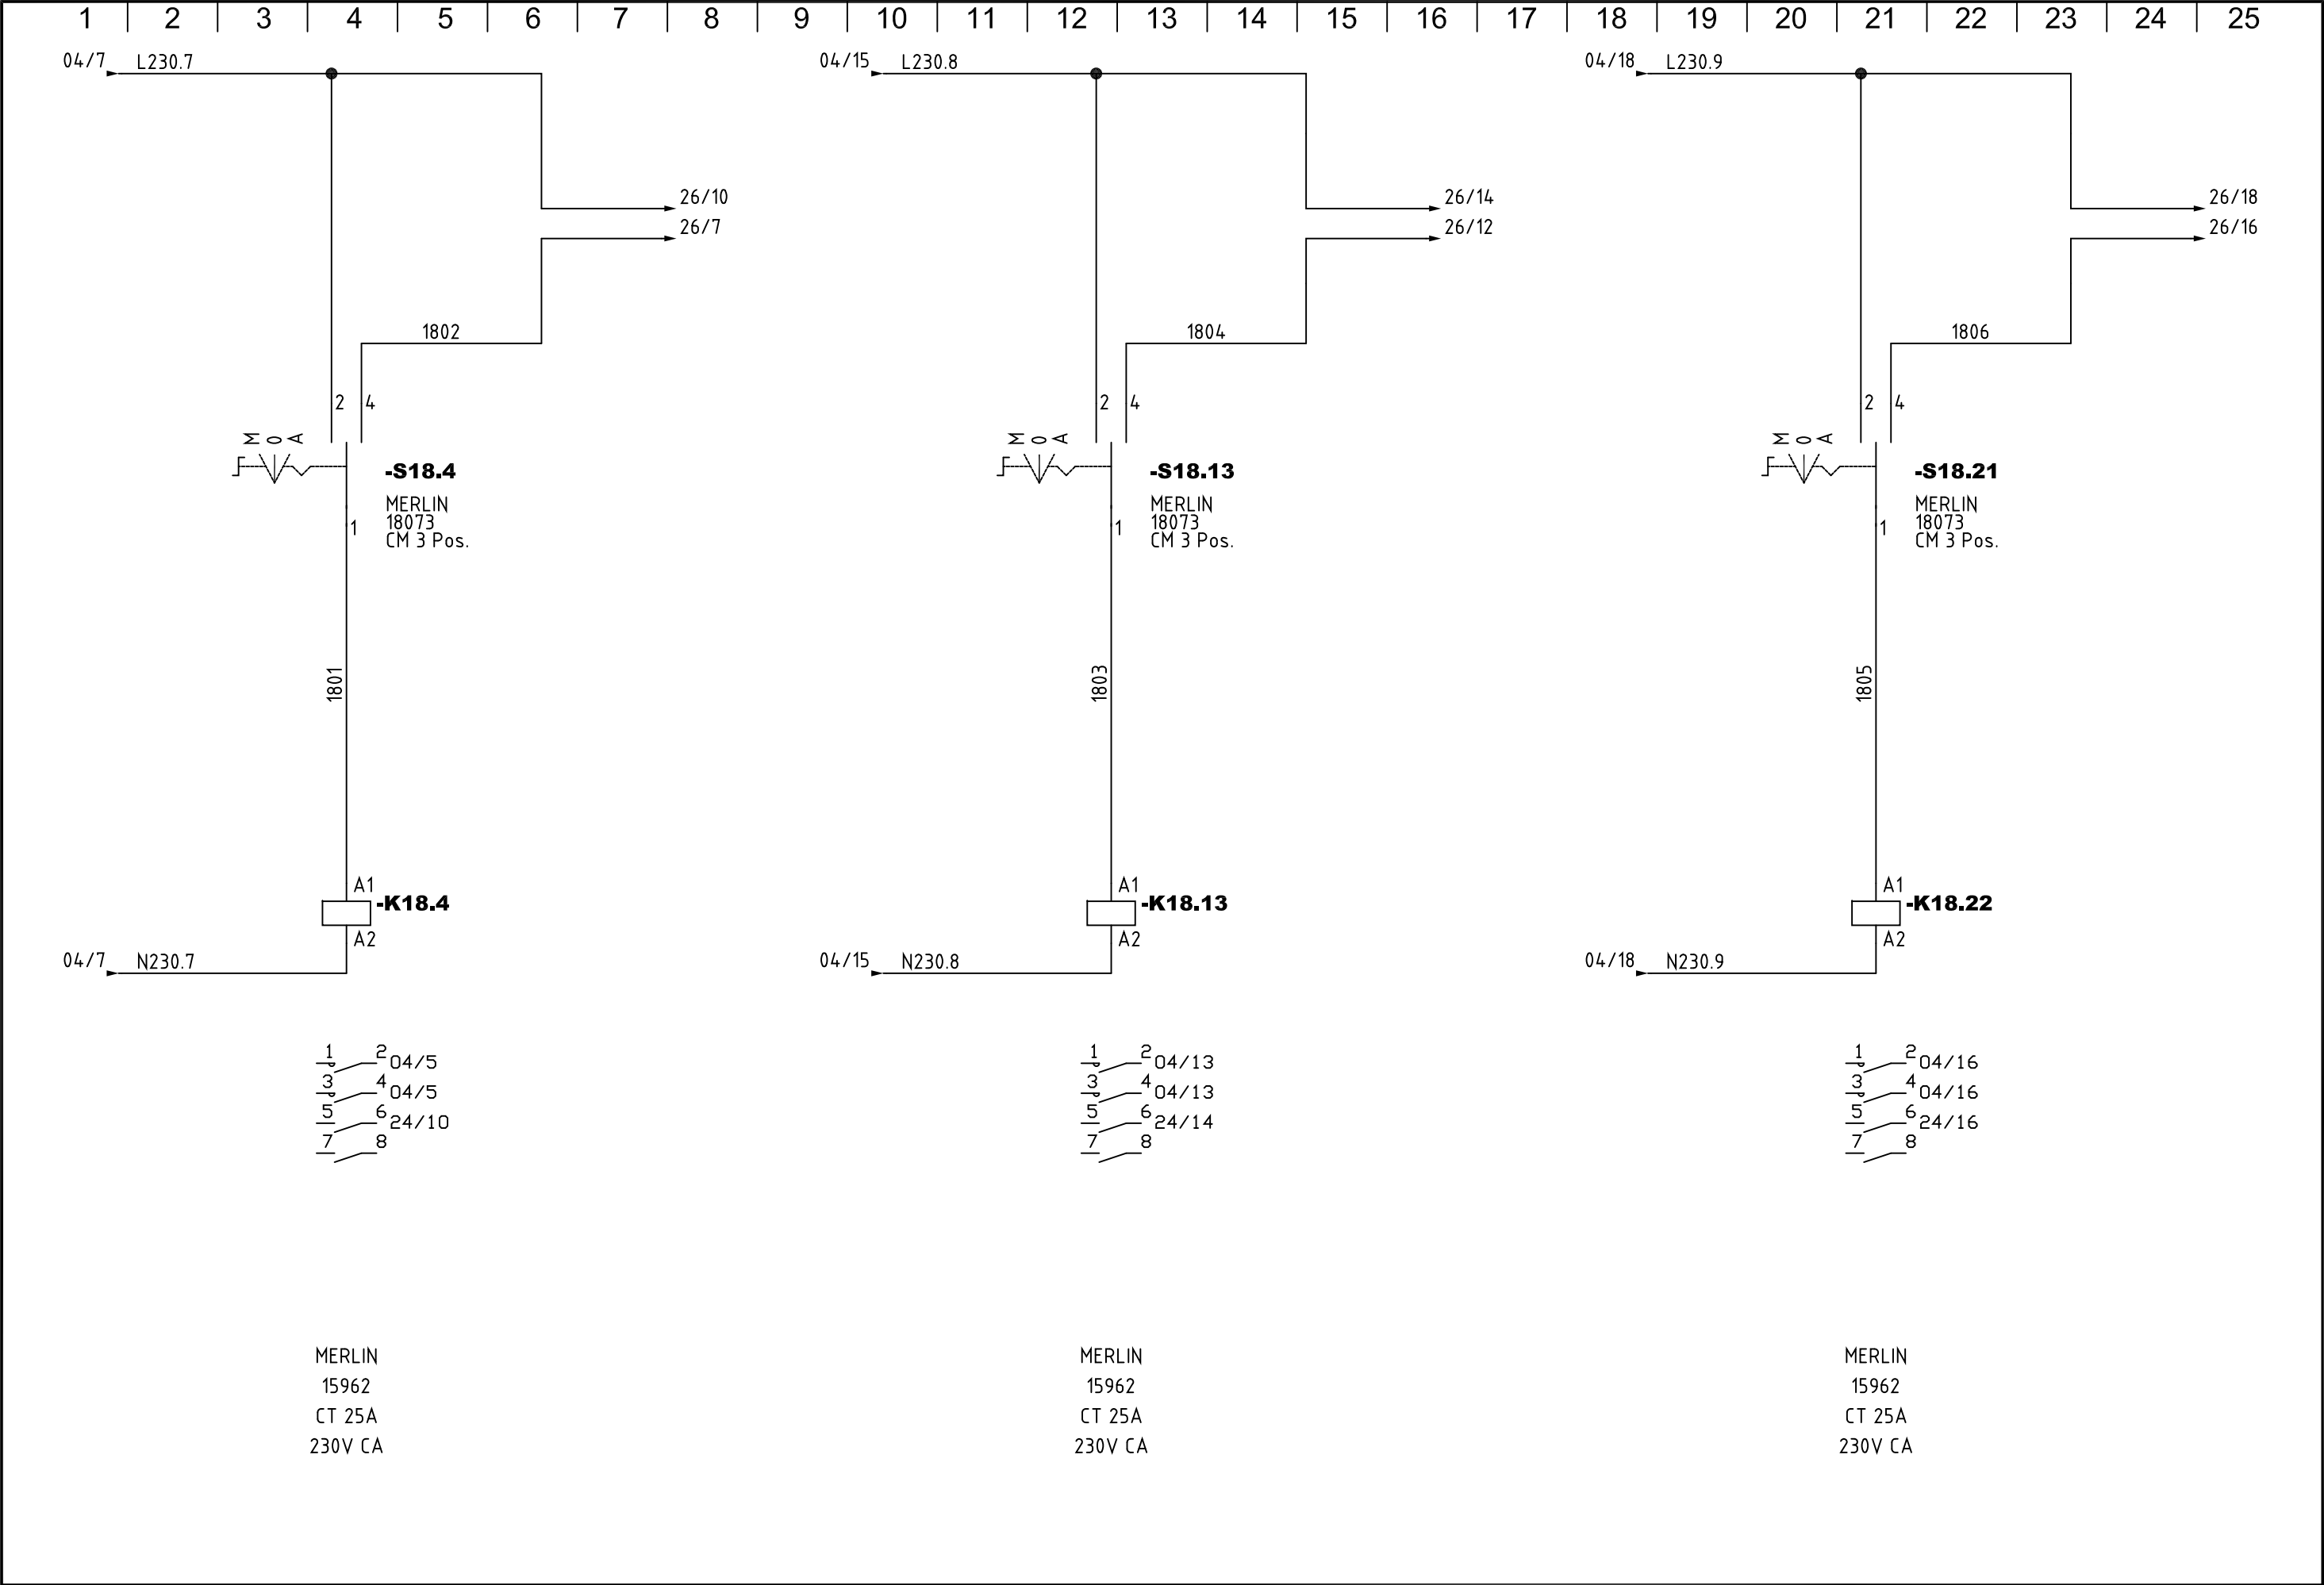 1 2 3 4 5 6 7 8 9 10 11 12 13 14 15 16 17 18 19 20 21 22 23 24 25
04/7 L230.7 04/15 L230.8 04/18 L230.9
26/10 26/14 26/18
26/7 26/12 26/16
1802 1804 1806
2 4 2 4 2 4
M 0 A M 0 A M 0 A
-S18.4 -S18.13 -S18.21
MERLIN MERLIN MERLIN
18073 18073 18073
1 CM 3 Pos. 1 CM 3 Pos. 1 CM 3 Pos.
1801 1803 1805
A1 A1 A1
-K18.4 -K18.13 -K18.22
A2 A2 A2
04/7 N230.7 04/15 N230.8 04/18 N230.9
1 2 04/5 1 2 04/13 1 2 04/16
3 4 04/5 3 4 04/13 3 4 04/16
5 6 24/10 5 6 24/14 5 6 24/16
7 8 7 8 7 8
MERLIN MERLIN MERLIN
15962 15962 15962
CT 25A CT 25A CT 25A
230V CA 230V CA 230V CA